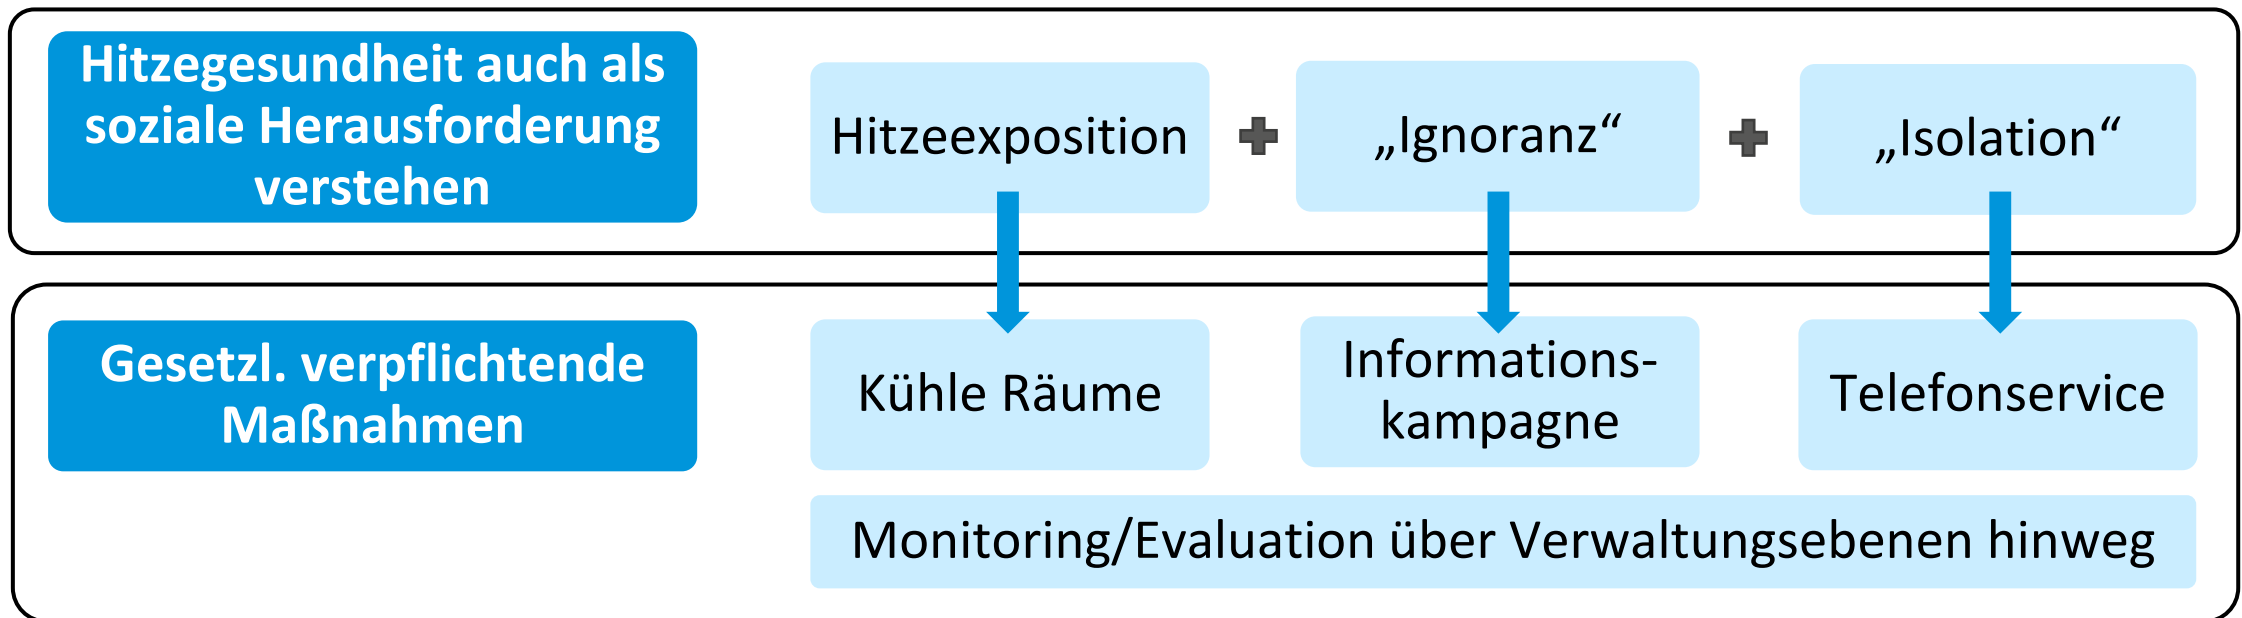 Hitzegesundheit auch als
soziale Herausforderung
verstehen
Hitzeexposition
„Ignoranz“
„Isolation“
Gesetzl. verpflichtende
Maßnahmen
Kühle Räume
Informations-
kampagne
Telefonservice
Monitoring/Evaluation über Verwaltungsebenen hinweg